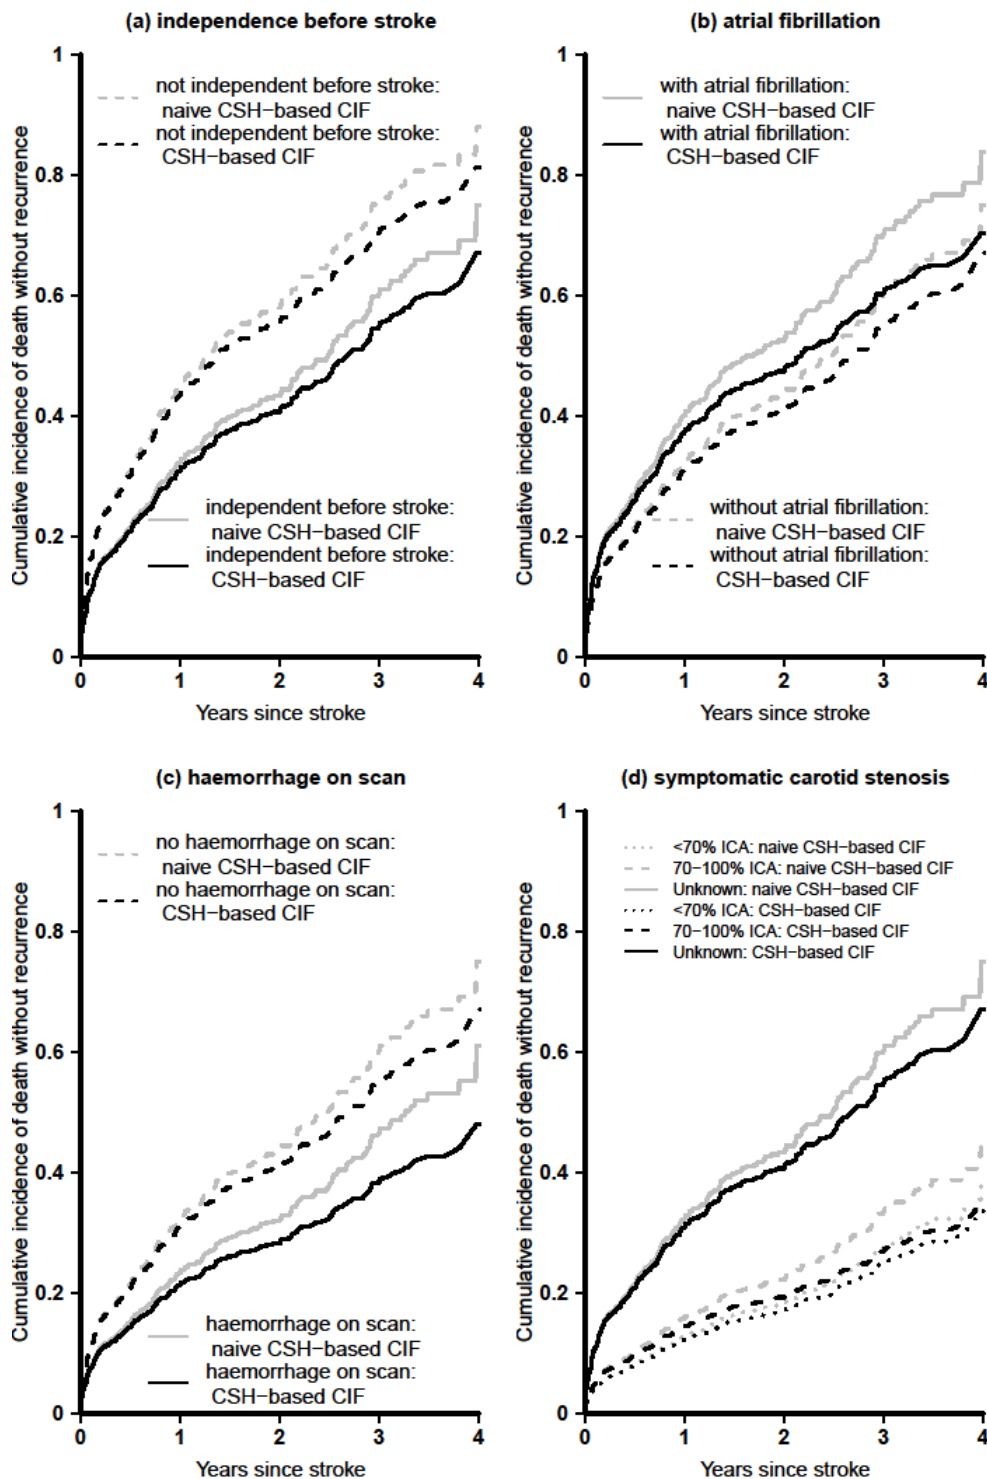 (a) independence before stroke
Cumulative incidence of death without recurrence
1
0.8
0.6
0.4
0.2
0
not independent before stroke:
naive CSH−based CIF
not independent before stroke:
CSH−based CIF
independent before stroke:
naive CSH−based CIF
independent before stroke:
CSH−based CIF
0 1 2 3 4
Years since stroke
(b) atrial fibrillation
Cumulative incidence of death without recurrence
1
0.8
0.6
0.4
0.2
0
with atrial fibrillation:
naive CSH−based CIF
with atrial fibrillation:
CSH−based CIF
without atrial fibrillation:
naive CSH−based CIF
without atrial fibrillation:
CSH−based CIF
0 1 2 3 4
Years since stroke
(c) haemorrhage on scan
Cumulative incidence of death without recurrence
1
0.8
0.6
0.4
0.2
0
no haemorrhage on scan:
naive CSH−based CIF
no haemorrhage on scan:
CSH−based CIF
haemorrhage on scan:
naive CSH−based CIF
haemorrhage on scan:
CSH−based CIF
0 1 2 3 4
Years since stroke
(d) symptomatic carotid stenosis
Cumulative incidence of death without recurrence
1
0.8
0.6
0.4
0.2
0
<70% ICA: naive CSH−based CIF
70−100% ICA: naive CSH−based CIF
Unknown: naive CSH−based CIF
<70% ICA: CSH−based CIF
70−100% ICA: CSH−based CIF
Unknown: CSH−based CIF
0 1 2 3 4
Years since stroke